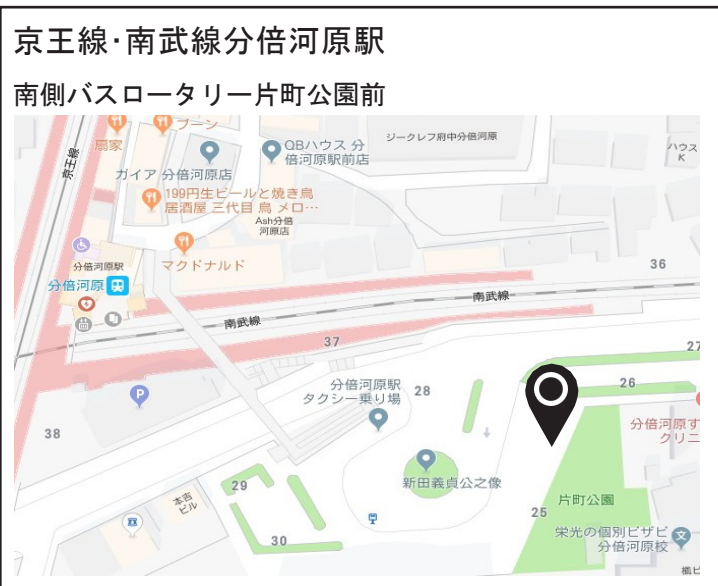 京王線･南武線分倍河原駅
南側バスロータリー片町公園前
扇家
ブーン
QBハウス 分
倍河原駅前店
ジークレフ府中分倍河原
ハウス
K
京王線
ガイア 分倍河原店
199円生ビールと焼き鳥
居酒屋 三代目 鳥 メロ…
Ash分倍
河原店
分倍河原駅
マクドナルド
36
分倍河原
南武線
南武線
37
27
分倍河原駅
タクシー乗り場
28
26
P
38
分倍河原す
クリニ
新田義貞公之像
29
本吉
ビル
片町公園
25
30
栄光の個別ビザビ
分倍河原校
文
楓ビ